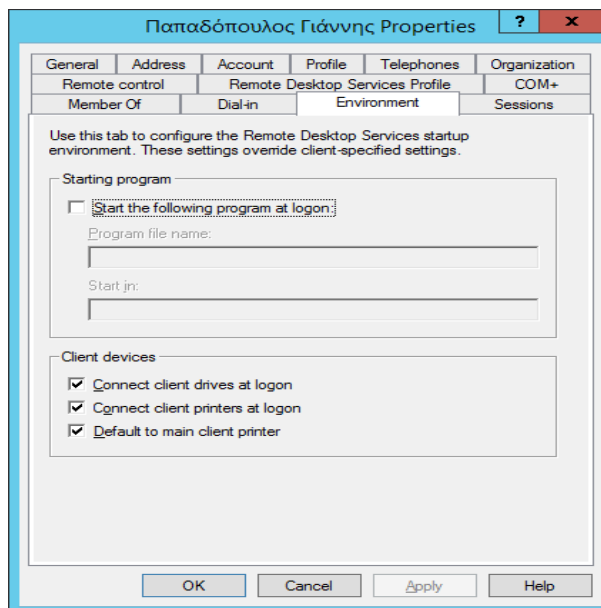 Παπαδόπουλος Γιάννης Properties ? x
General Address Account Profile Telephones Organization
Remote control Remote Desktop Services Profile COM+
Member Of Dial-in Environment Sessions
Use this tab to configure the Remote Desktop Services startup
environment. These settings override client-specified settings.
Starting program
Start the following program at logon:
Program file name:
Start in:
Client devices
Connect client drives at logon
Connect client printers at logon
Default to main client printer
OK Cancel Apply Help